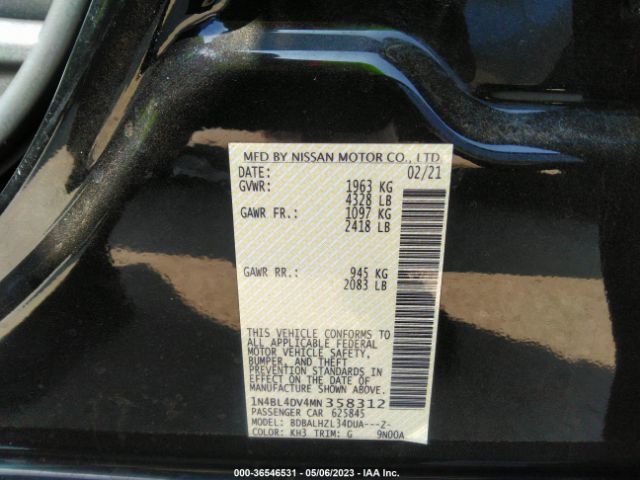 MFD BY NISSAN MOTOR CO., LTD
DATE: 02/21
GVWR: 1963 KG
4328 LB
GAWR FR.: 1097 KG
2418 LB
GAWR RR.: 945 KG
2083 LB
THIS VEHICLE CONFORMS TO
ALL APPLICABLE FEDERAL
MOTOR VEHICLE SAFETY,
BUMPER, AND THEFT
PREVENTION STANDARDS
IN EFFECT ON THE DATE OF
MANUFACTURE SHOWN ABOVE.
1N4BL4DV4MN358312
PASSENGER CAR 625845
MODEL: BDBALHZL34DUA---Z-
COLOR: KH3 TRIM: G 9N00A
000-36546531 - 05/06/2023 - IAA Inc.